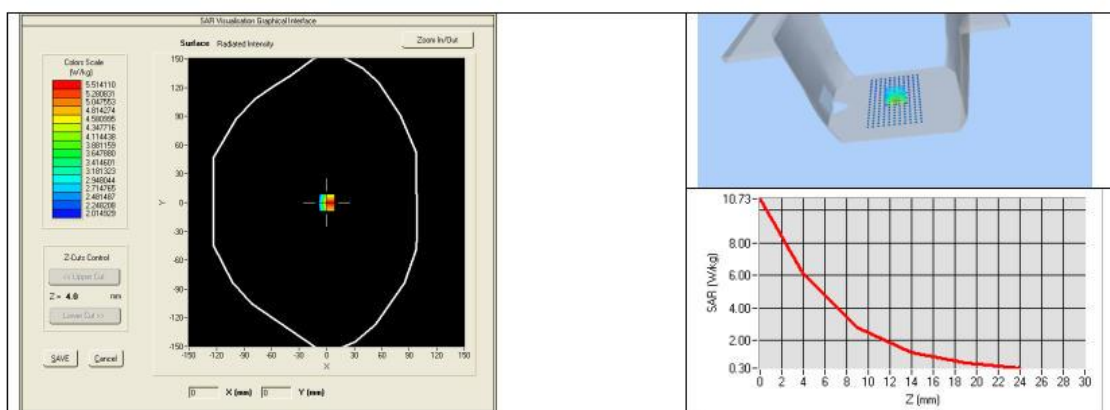 SAR Visualisation Graphical Interface
Surface Radiated Intensity
Zoom In/Out
Colors Scale
(W/kg)
5.514110
5.280831
5.047553
4.814274
4.580995
4.347716
4.114438
3.881159
3.647880
3.414601
3.181323
2.948044
2.714765
2.481487
2.248208
2.014929
Z-Cuts Control
<< Upper Cut
Z = 4.0 mm
Lower Cut >>
SAVE Cancel
150
120
90
60
30
0
-30
-60
-90
-120
-150
Y
-150 -120 -90 -60 -30 0 30 60 90 120 150
X
0 X (mm) 0 Y (mm)
10.73
8.00
6.00
4.00
2.00
0.30
SAR (W/kg)
0 2 4 6 8 10 12 14 16 18 20 22 24 26 28 30
Z (mm)